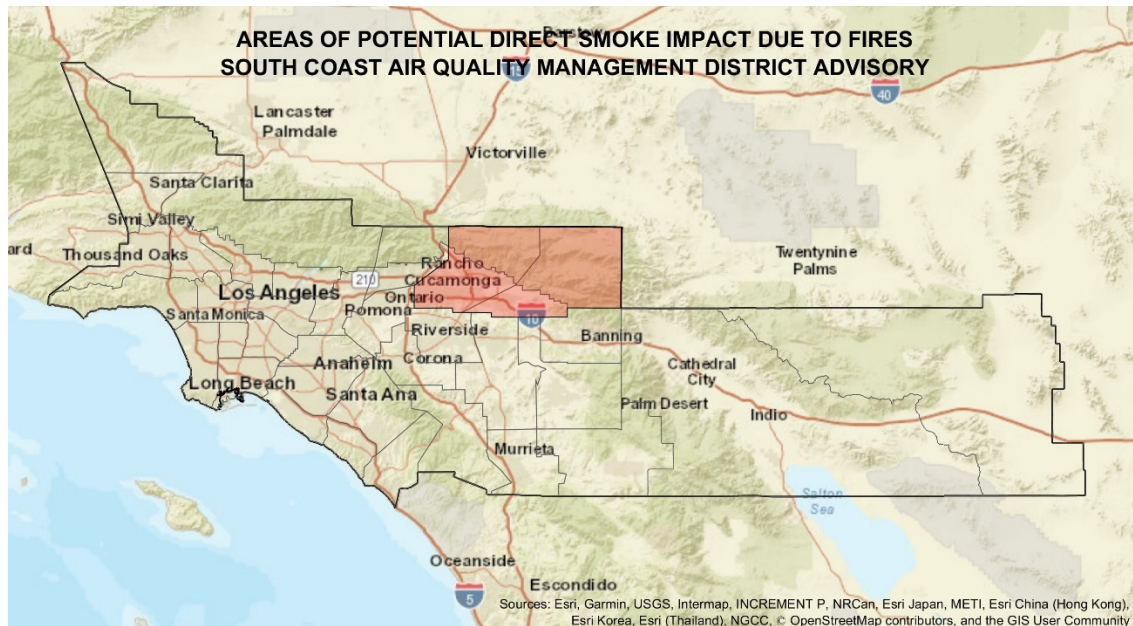 Barstow
AREAS OF POTENTIAL DIRECT SMOKE IMPACT DUE TO FIRES
SOUTH COAST AIR QUALITY MANAGEMENT DISTRICT ADVISORY
15
40
Lancaster
Palmdale
Victorville
Santa Clarita
Simi Valley
ard
Thousand Oaks
Twentynine
Palms
Rancho
Cucamonga
210
Los Angeles
Ontario
Pomona
Santa Monica
10
Riverside
Banning
Anaheim
Corona
Cathedral
City
Long Beach
Santa Ana
Palm Desert
Indio
Murrieta
Salton
Sea
Oceanside
Escondido
5
Sources: Esri, Garmin, USGS, Intermap, INCREMENT P, NRCan, Esri Japan, METI, Esri China (Hong Kong),
Esri Korea, Esri (Thailand), NGCC, © OpenStreetMap contributors, and the GIS User Community